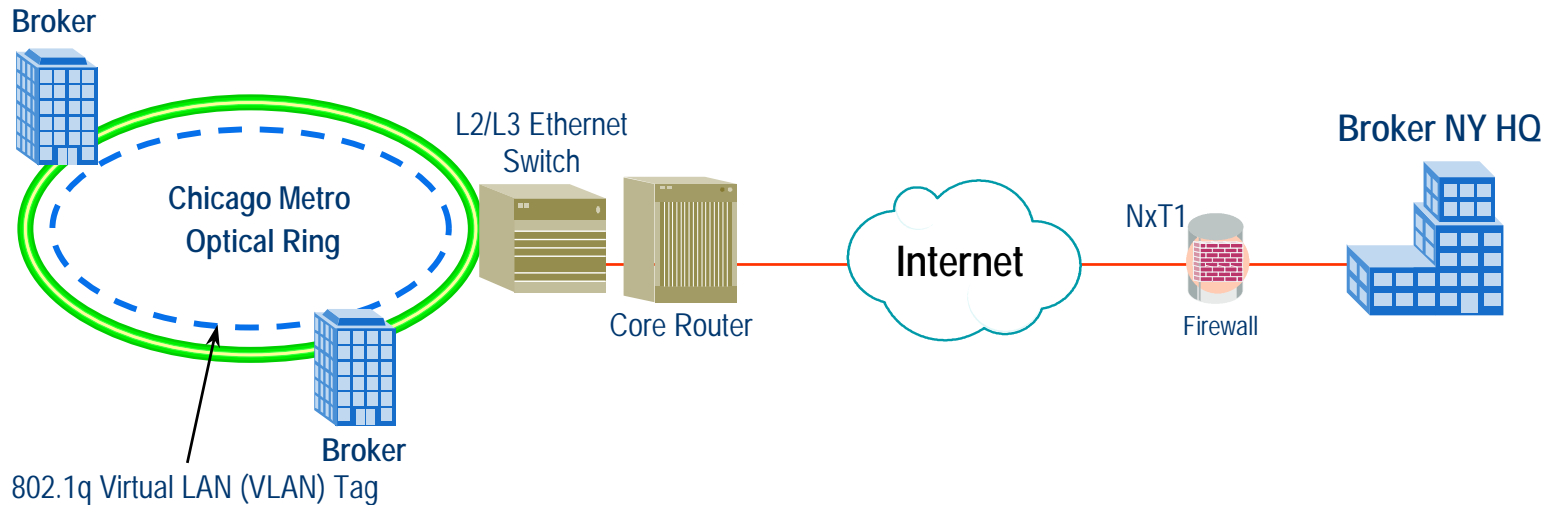 Broker
L2/L3 Ethernet
Switch
Broker NY HQ
Chicago Metro
Optical Ring
NxT1
Internet
Core Router
Firewall
Broker
802.1q Virtual LAN (VLAN) Tag